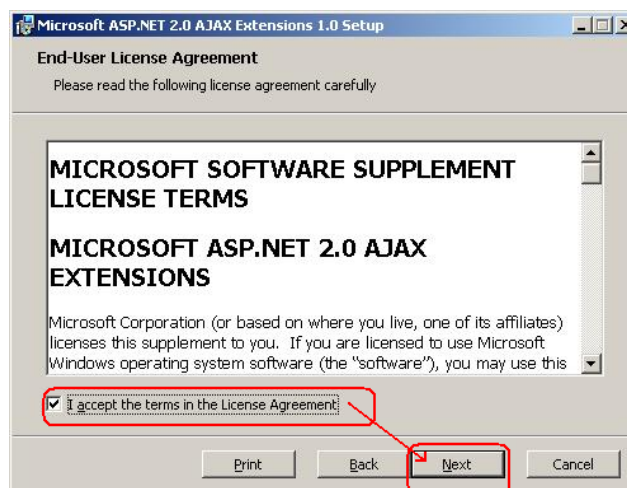 Microsoft ASP.NET 2.0 AJAX Extensions 1.0 Setup
End-User License Agreement
Please read the following license agreement carefully
MICROSOFT SOFTWARE SUPPLEMENT
LICENSE TERMS
MICROSOFT ASP.NET 2.0 AJAX
EXTENSIONS
Microsoft Corporation (or based on where you live, one of its affiliates)
licenses this supplement to you.  If you are licensed to use Microsoft
Windows operating system software (the “software”), you may use this
I accept the terms in the License Agreement
Print Back Next Cancel